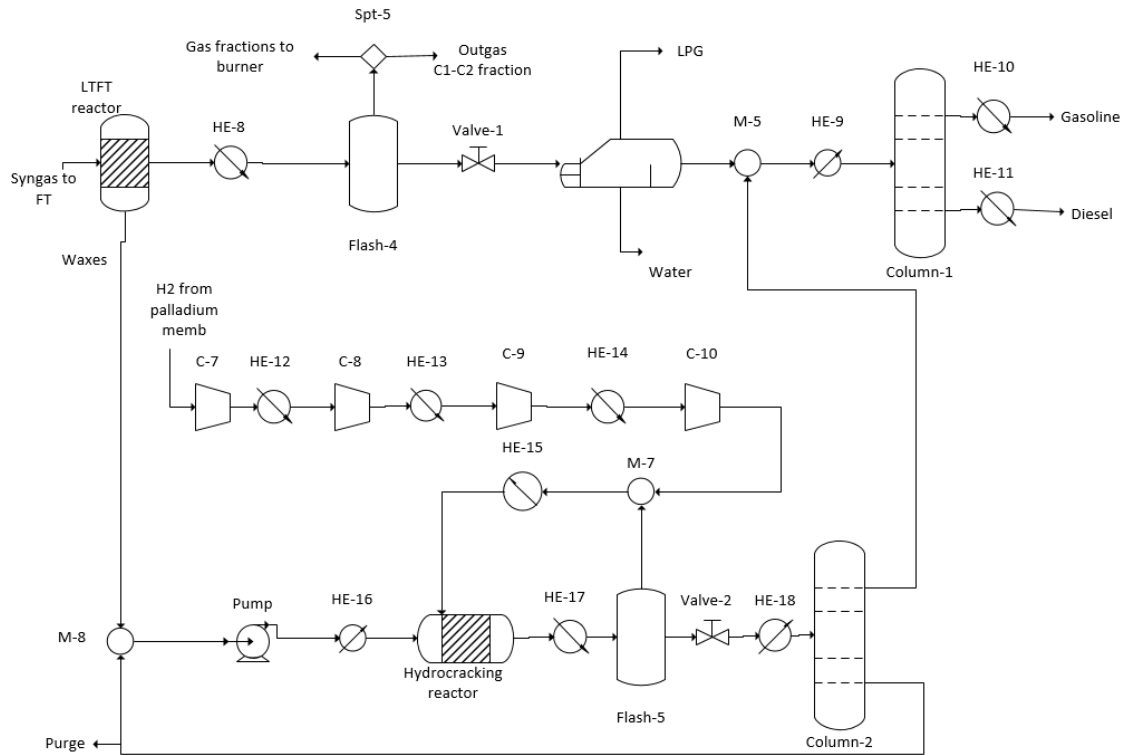 Spt-5
Gas fractions to
burner
Outgas
C1-C2 fraction
LPG
HE-10
LTFT
reactor
HE-8
Valve-1
M-5
HE-9
Gasoline
Syngas to
FT
HE-11
Diesel
Flash-4
Waxes
Water
Column-1
H2 from
palladium
memb
C-7
HE-12
C-8
HE-13
C-9
HE-14
C-10
HE-15
M-7
Pump
HE-16
HE-17
Valve-2
HE-18
M-8
Hydrocracking
reactor
Flash-5
Purge
Column-2